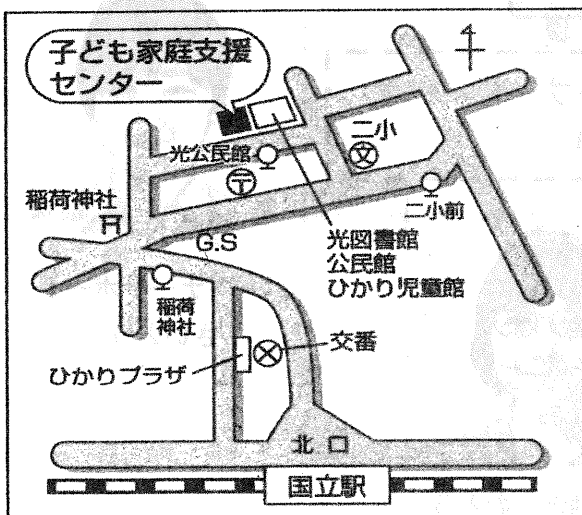 子ども家庭支援
センター
光公民館
二小
文
〒
稲荷神社
二小前
G.S
光図書館
公民館
ひかり児童館
稲荷
神社
交番
ひかりプラザ
北口
国立駅